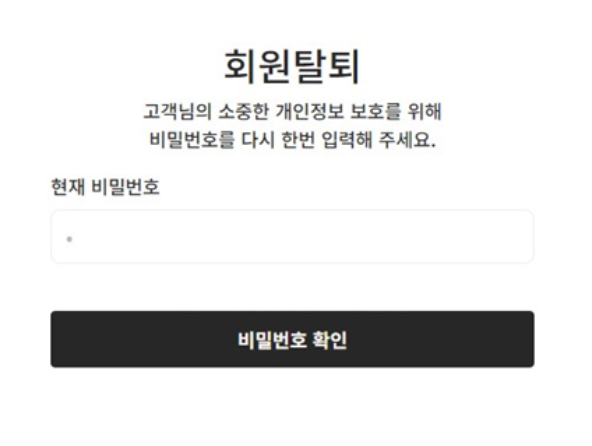 회원탈퇴
고객님의 소중한 개인정보 보호를 위해
비밀번호를 다시 한번 입력해 주세요.
현재 비밀번호
비밀번호 확인